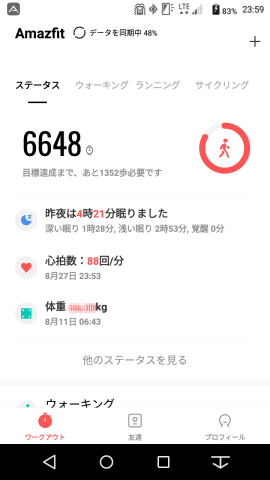 LTE 83% 23:59
Amazfit データを同期中 48%
ステータス ウォーキング ランニング サイクリング
6648
目標達成まで、あと1352歩必要です
昨夜は4時21分眠りました
深い眠り 1時28分, 浅い眠り 2時53分, 覚醒 0分
心拍数：88回/分
8月27日 23:53
体重 kg
8月11日 06:43
他のステータスを見る
ウォーキング
ワークアウト 友達 プロフィール